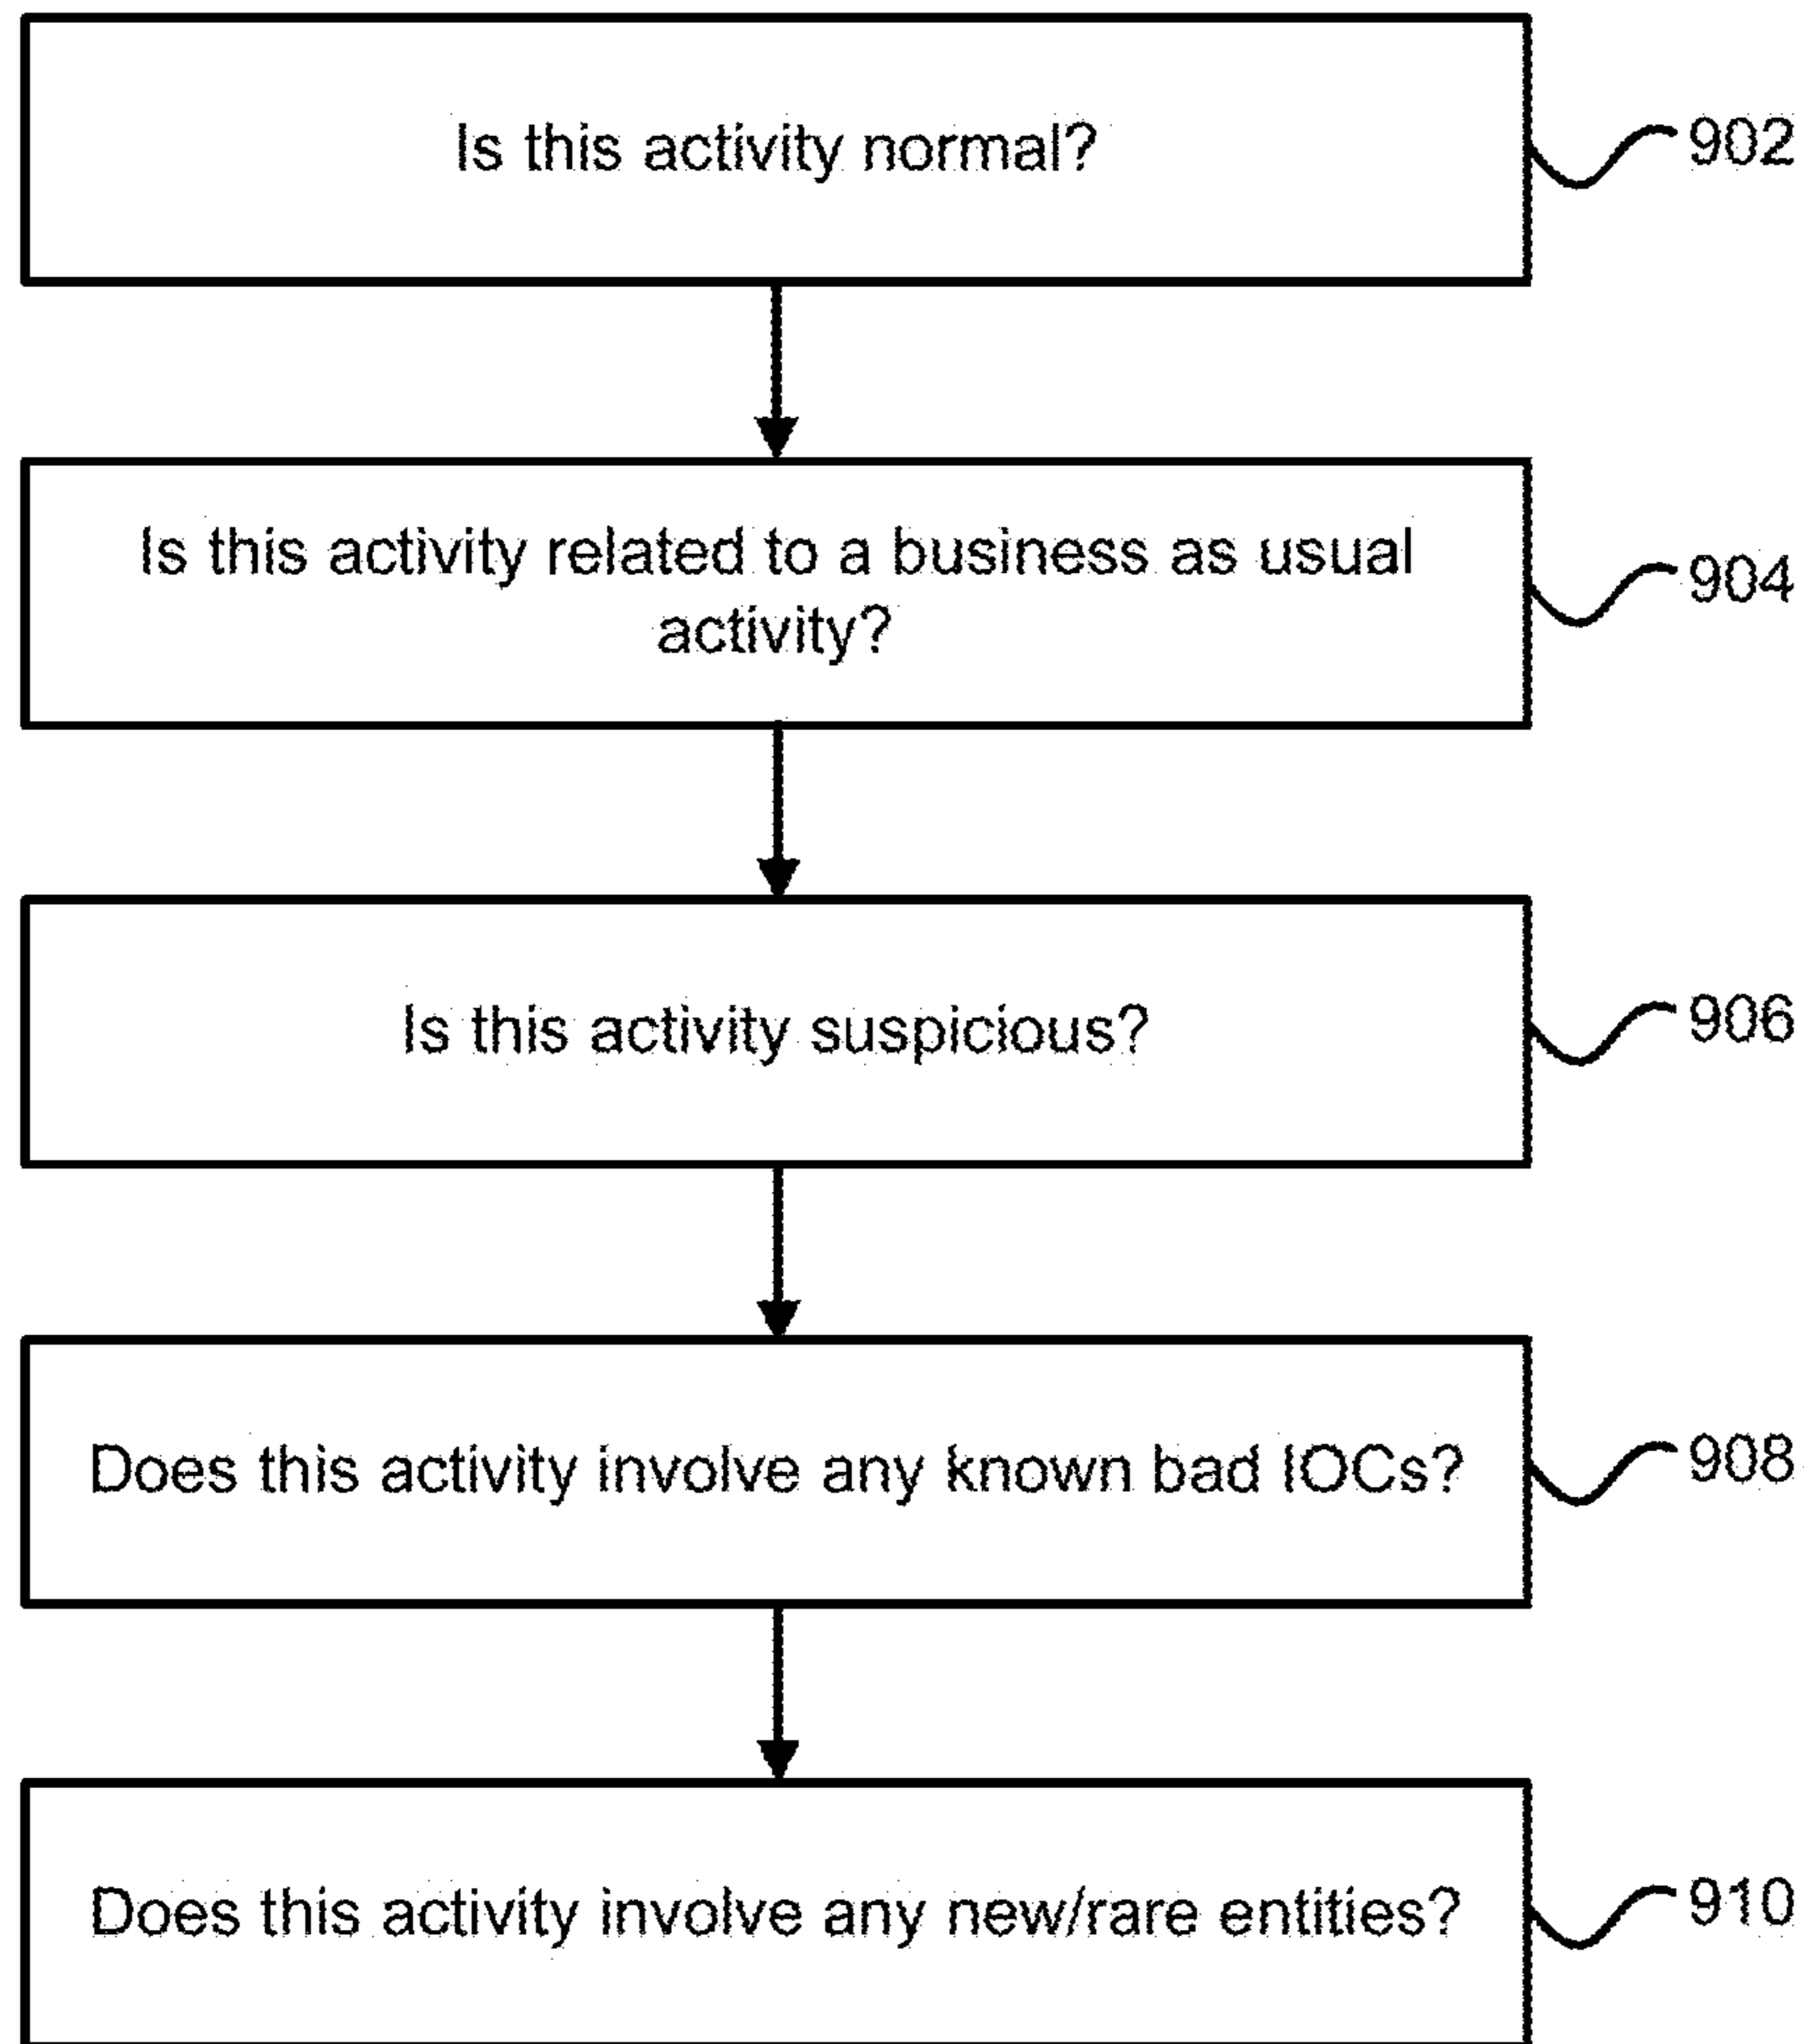 Is this activity normal?
902
Is this activity related to a business as usual
activity?
904
Is this activity suspicious?
906
Does this activity involve any known bad IOCs?
908
Does this activity involve any new/rare entities?
910